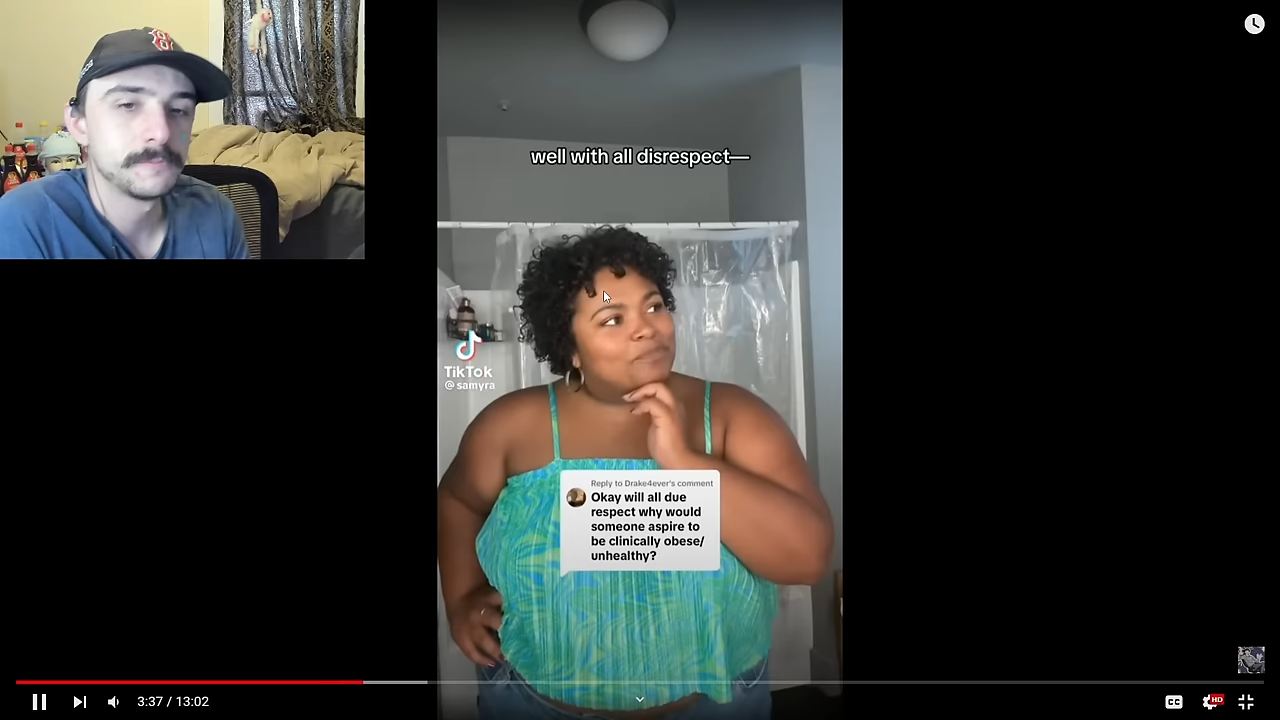 well with all disrespect—
TikTok
@samyra
Reply to Drake4ever's comment
Okay will all due
respect why would
someone aspire to
be clinically obese/
unhealthy?
3:37 / 13:02
CC
HD